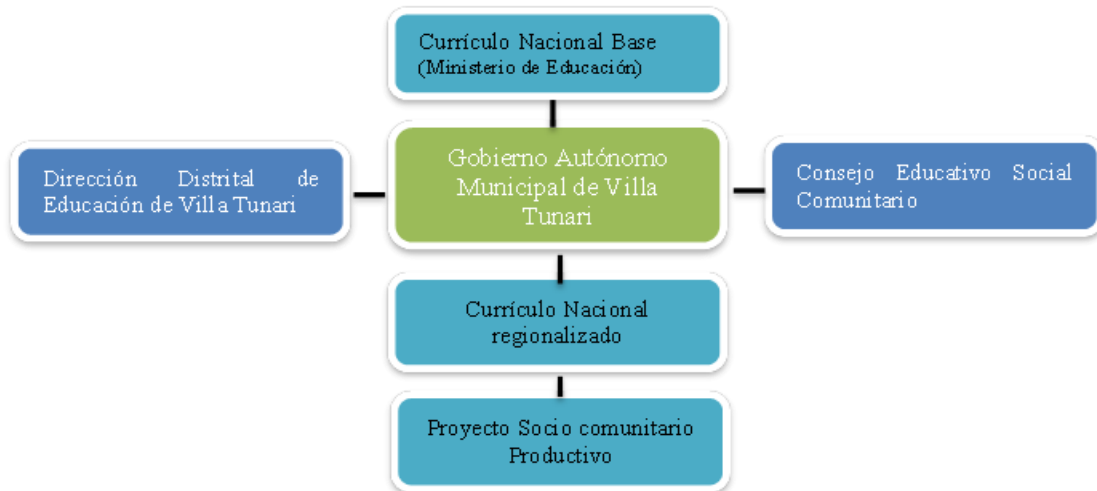 Currículo Nacional Base
(Ministerio de Educación)
Gobierno Autónomo
Municipal de Villa
Tunari
Dirección Distrital de
Educación de Villa Tunari
Consejo Educativo Social
Comunitario
Currículo Nacional
regionalizado
Proyecto Socio comunitario
Productivo